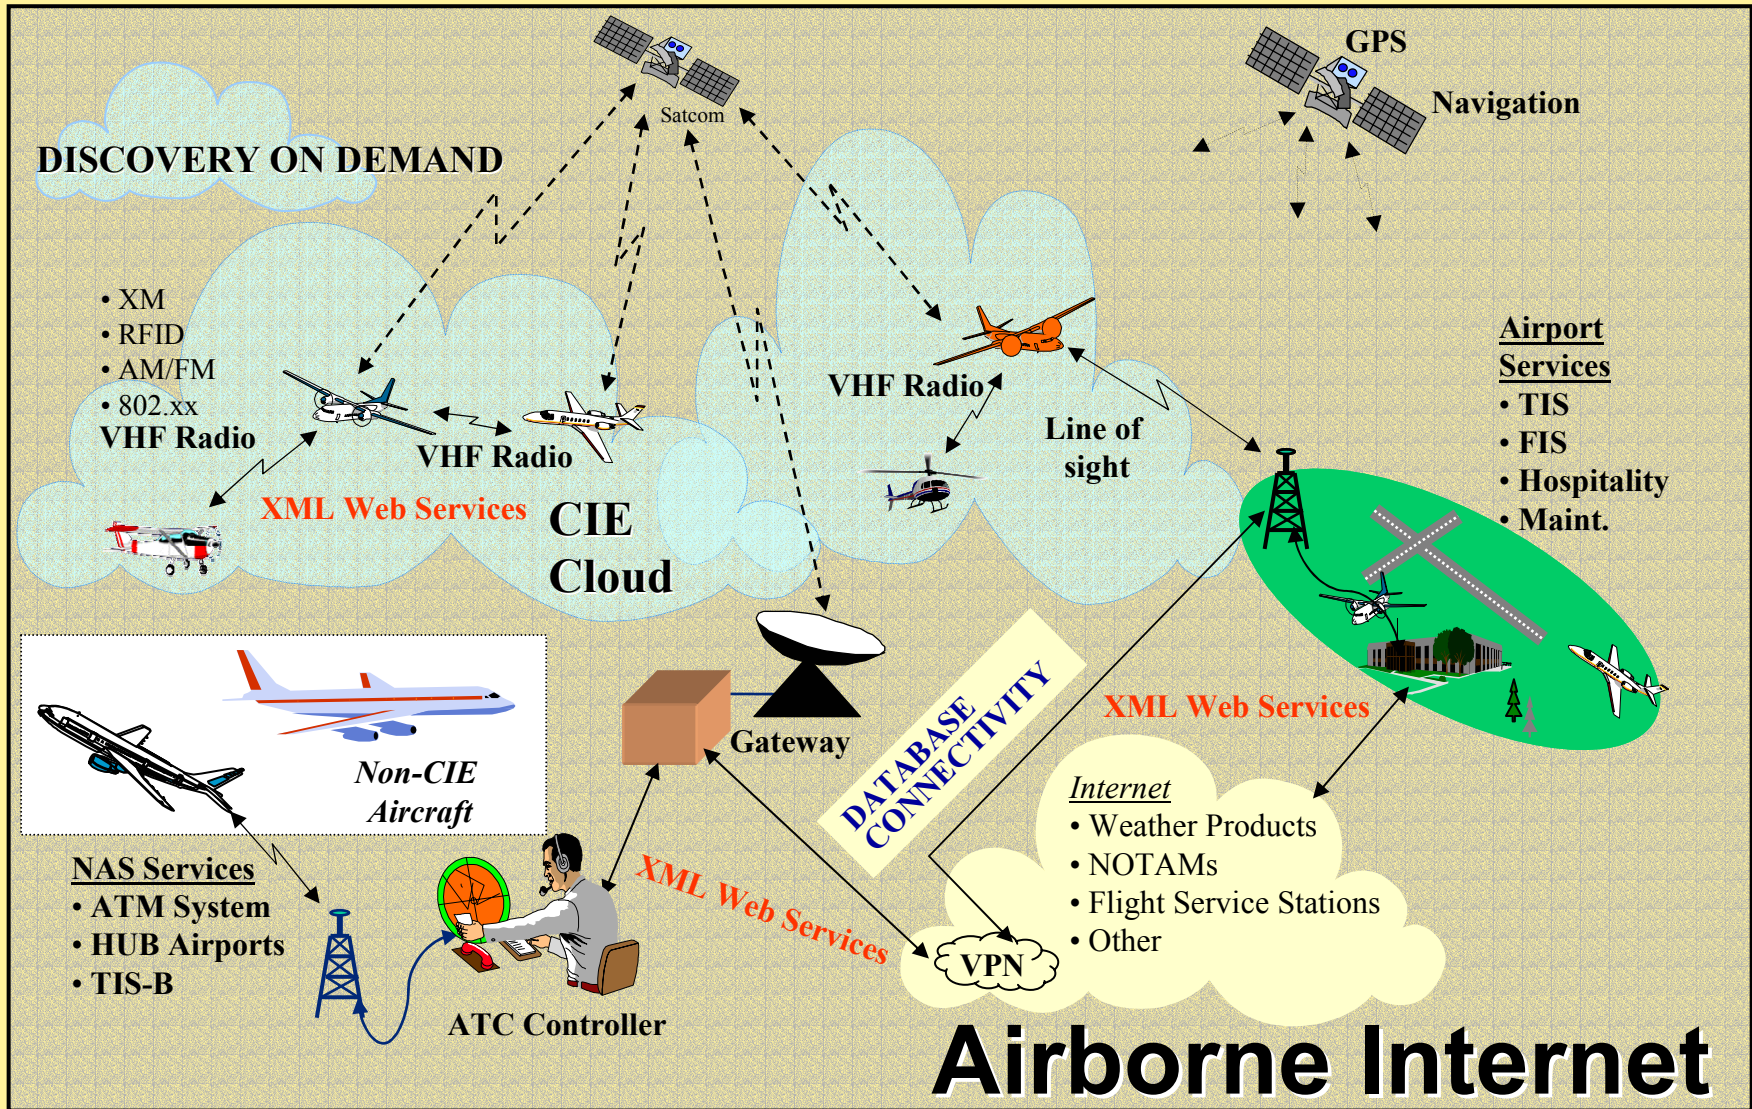 GPS
Navigation
Satcom
DISCOVERY ON DEMAND
• XM
• RFID
• AM/FM
• 802.xx
VHF Radio
VHF Radio
XML Web Services
CIE
Cloud
VHF Radio
Line of
sight
Airport
Services
• TIS
• FIS
• Hospitality
• Maint.
Non-CIE
Aircraft
Gateway
DATABASE
CONNECTIVITY
XML Web Services
NAS Services
• ATM System
• HUB Airports
• TIS-B
ATC Controller
XML Web Services
Internet
• Weather Products
• NOTAMs
• Flight Service Stations
• Other
VPN
Airborne Internet